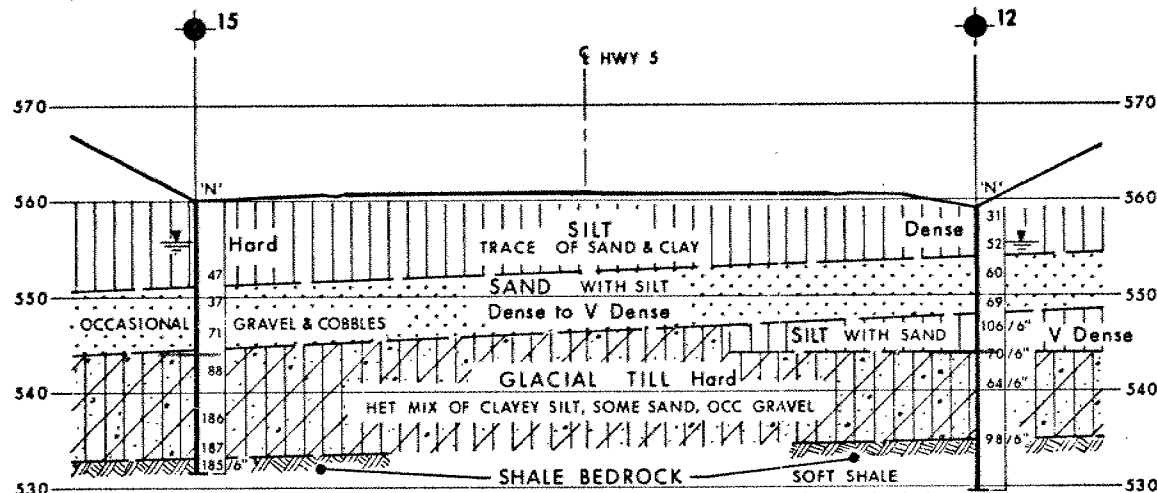 15 12
℄ HWY 5
570 570
'N' 'N'
560 560
31
SILT Dense
Hard TRACE OF SAND & CLAY 52
47 60
SAND WITH SILT
550 37 69 550
Dense to V Dense
OCCASIONAL GRAVEL & COBBLES 106/6"
71 SILT WITH SAND V Dense
70/6"
88 GLACIAL TILL Hard 64/6"
540 540
HET MIX OF CLAYEY SILT, SOME SAND, OCC GRAVEL
186
98/6"
187
185/6"
SHALE BEDROCK SOFT SHALE
530 530